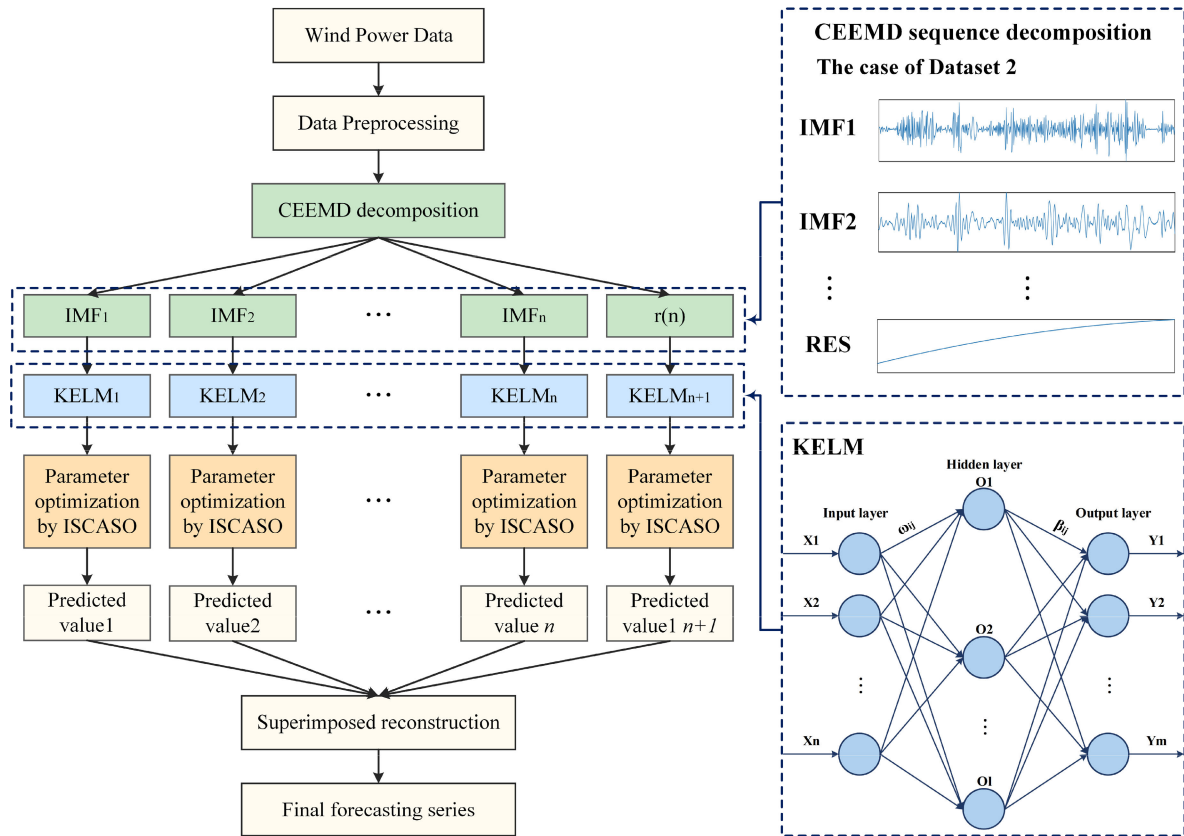 Wind Power Data
Data Preprocessing
CEEMD decomposition
IMF1 IMF2 ... IMFn r(n)
KELM1 KELM2 ... KELMn KELMn+1
Parameter optimization by ISCASO
Parameter optimization by ISCASO
...
Parameter optimization by ISCASO
Parameter optimization by ISCASO
Predicted value1
Predicted value2
...
Predicted value n
Predicted value1 n+1
Superimposed reconstruction
Final forecasting series
CEEMD sequence decomposition
The case of Dataset 2
IMF1
IMF2
RES
KELM
Hidden layer
Input layer
Output layer
O1
O2
Ol
ωij
βij
X1
X2
Xn
Y1
Y2
Ym